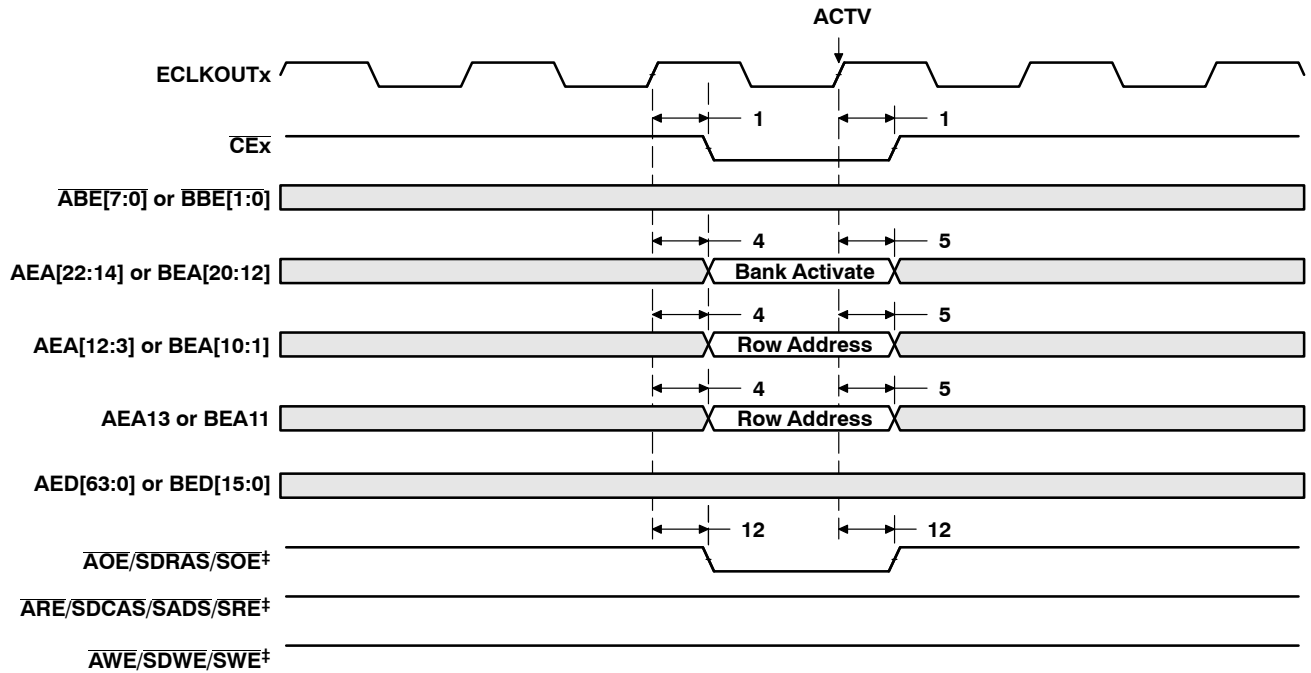 ACTV
ECLKOUTx
1 1
CEx
ABE[7:0] or BBE[1:0]
4 5
AEA[22:14] or BEA[20:12] Bank Activate
4 5
AEA[12:3] or BEA[10:1] Row Address
4 5
AEA13 or BEA11 Row Address
AED[63:0] or BED[15:0]
12 12
AOE/SDRAS/SOE‡
ARE/SDCAS/SADS/SRE‡
AWE/SDWE/SWE‡